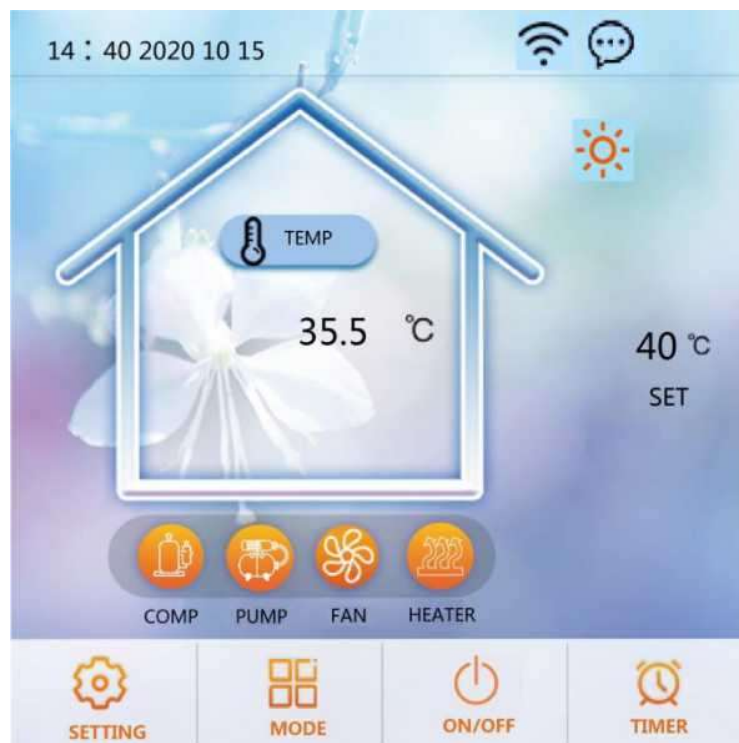 14：40 2020 10 15
TEMP
35.5 ℃
40 ℃
SET
COMP PUMP FAN HEATER
SETTING MODE ON/OFF TIMER